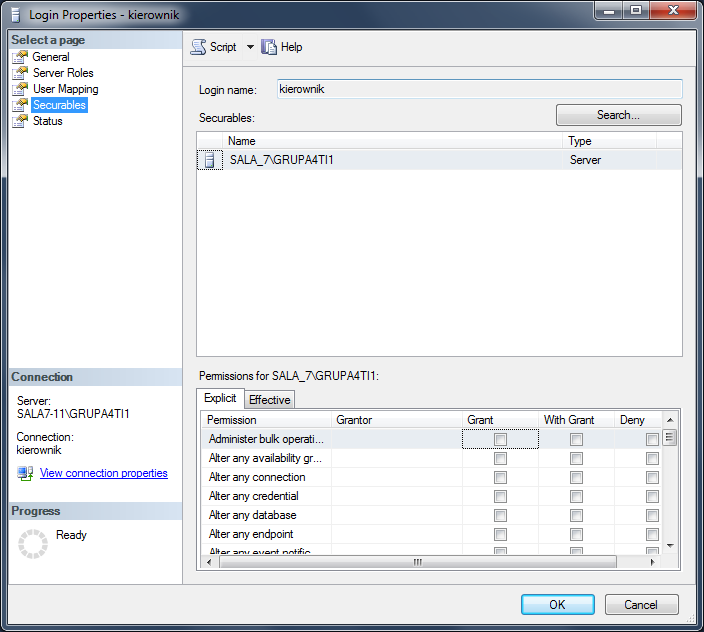 Login Properties - kierownik
Select a page
General
Server Roles
User Mapping
Securables
Status
Script
Help
Login name:
kierownik
Securables:
Search...
Name Type
SALA_7\GRUPA4TI1 Server
Permissions for SALA_7\GRUPA4TI1:
Explicit Effective
Permission Grantor Grant With Grant Deny
Administer bulk operati...
Alter any availability gr...
Alter any connection
Alter any credential
Alter any database
Alter any endpoint
Alter any event notific
Connection
Server:
SALA7-11\GRUPA4TI1
Connection:
kierownik
View connection properties
Progress
Ready
OK Cancel